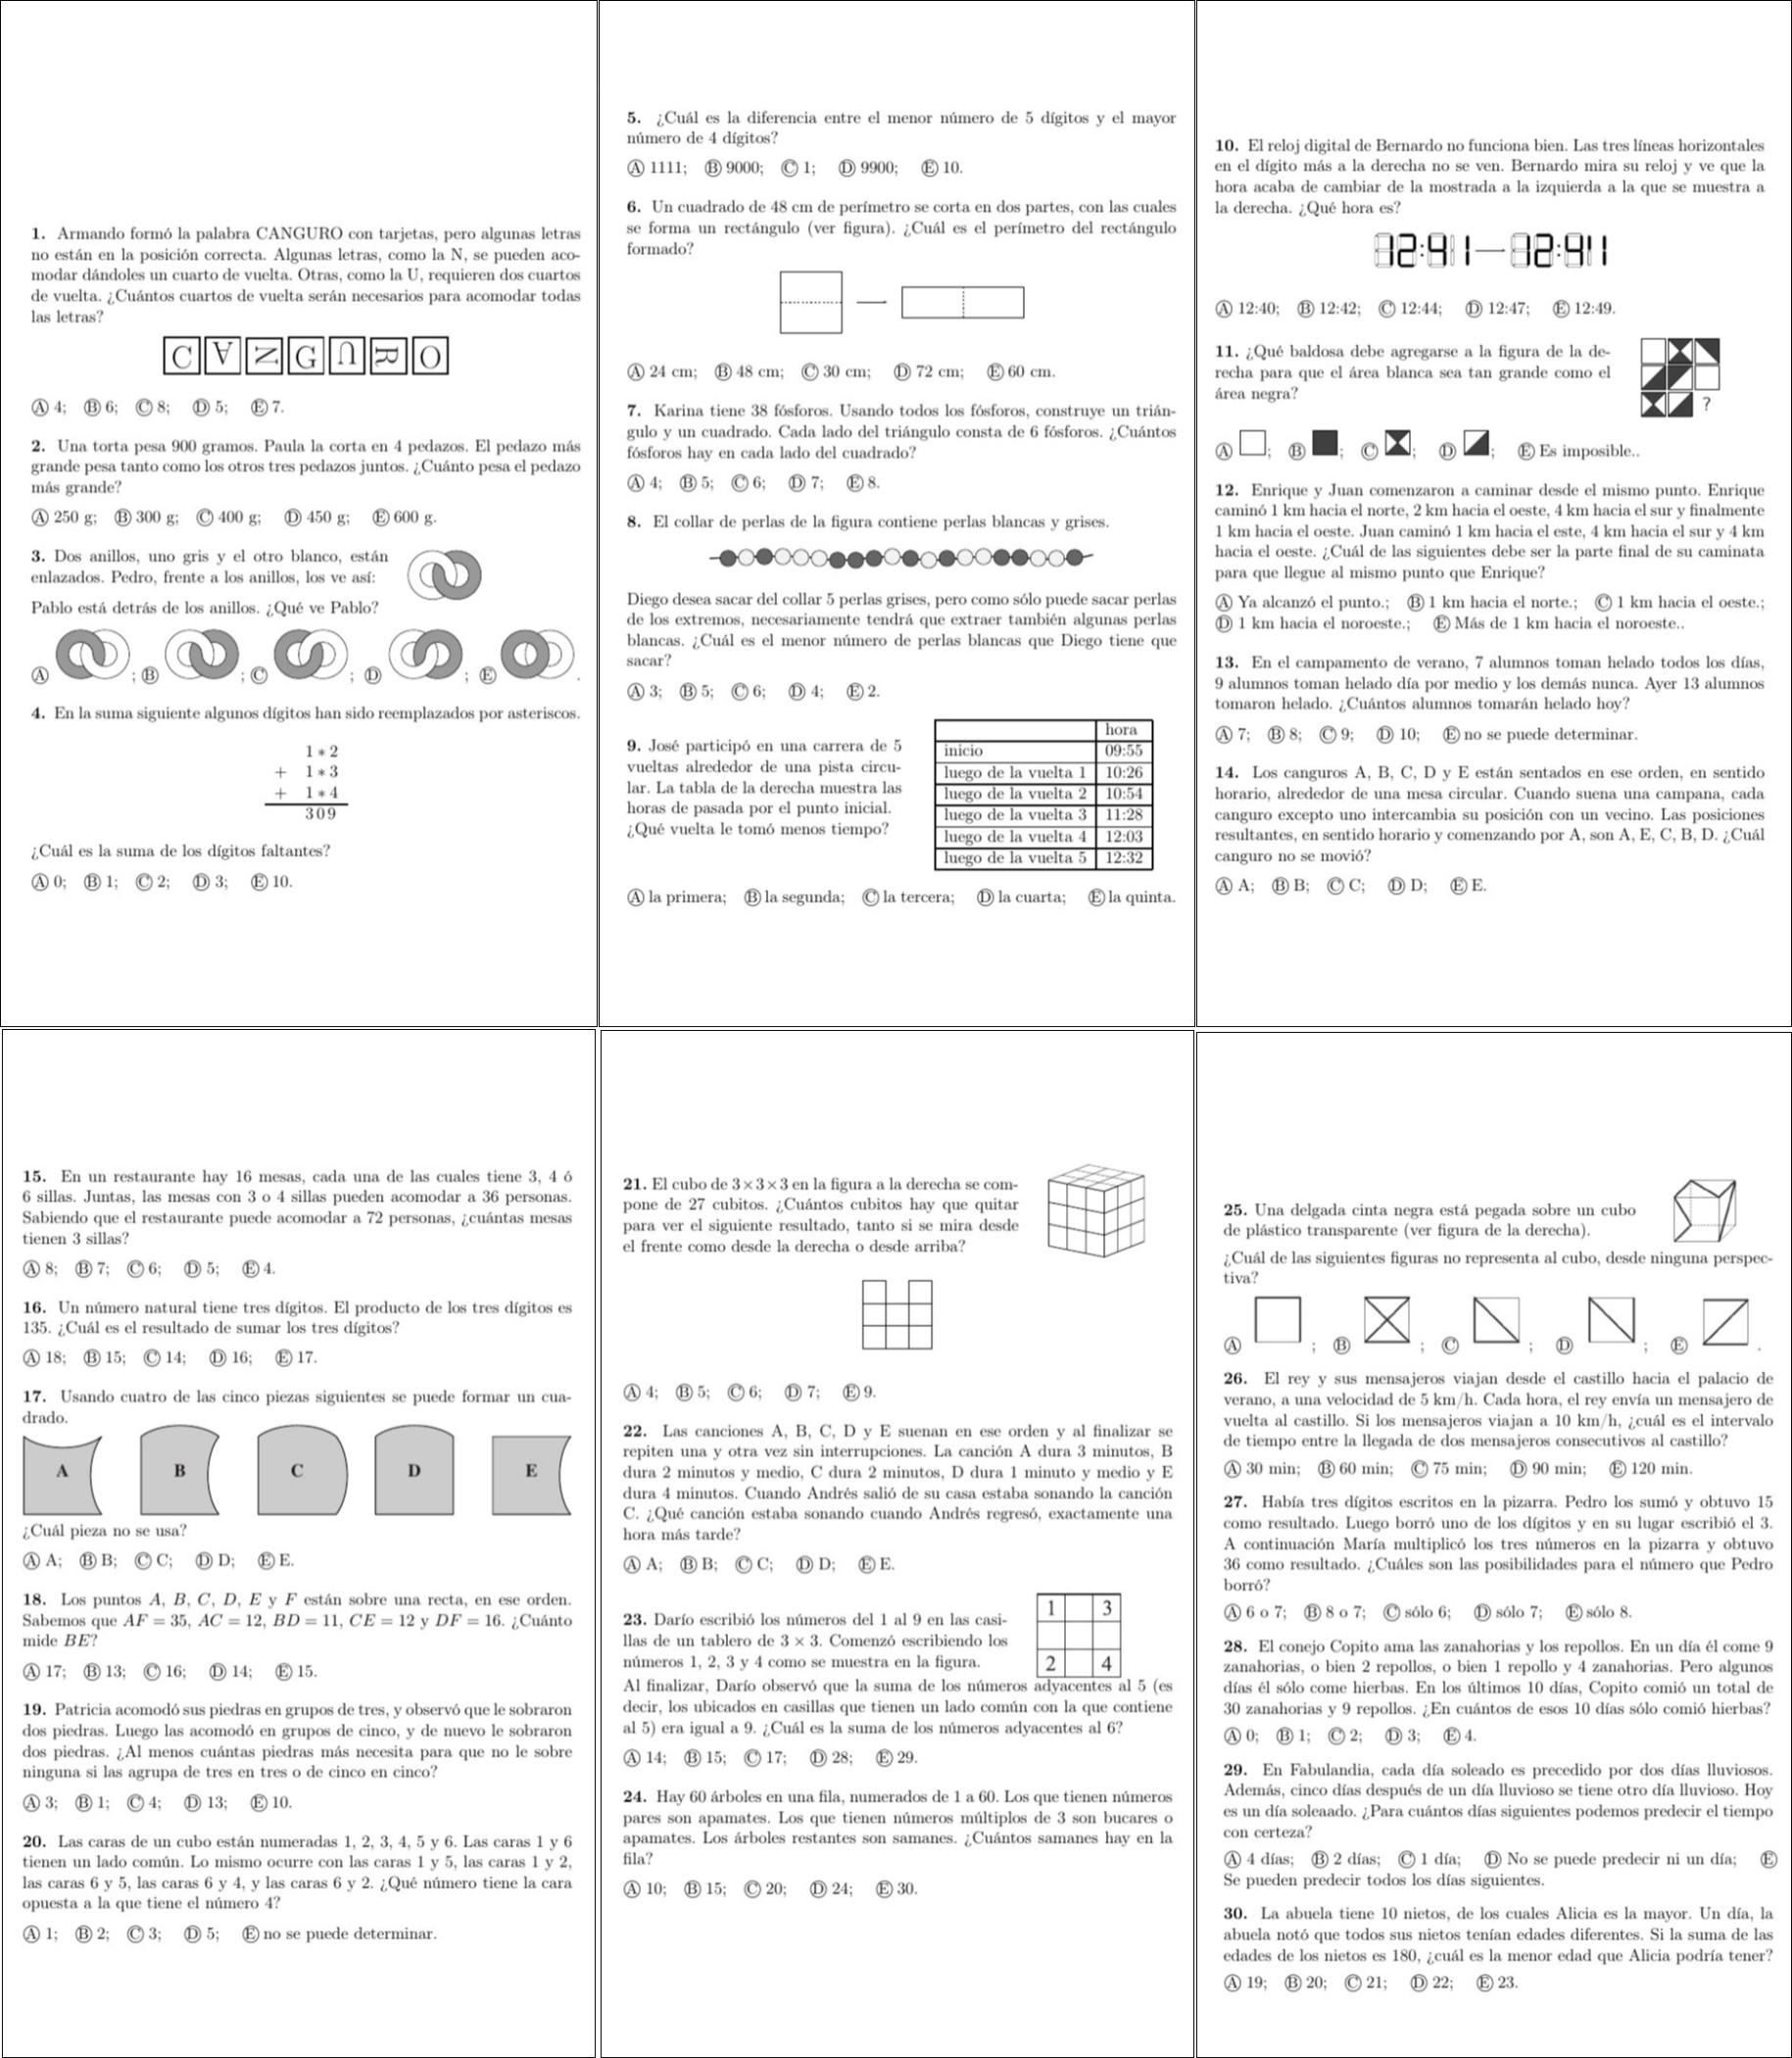 1. Armando formó la palabra CANGURO con tarjetas, pero algunas letras
no están en la posición correcta. Algunas letras, como la N, se pueden aco-
modar dándoles un cuarto de vuelta. Otras, como la U, requieren dos cuartos
de vuelta. ¿Cuántos cuartos de vuelta serán necesarios para acomodar todas
las letras?
C A N G U R O
Ⓐ 4; Ⓑ 6; Ⓒ 8; Ⓓ 5; Ⓔ 7.
2. Una torta pesa 900 gramos. Paula la corta en 4 pedazos. El pedazo más
grande pesa tanto como los otros tres pedazos juntos. ¿Cuánto pesa el pedazo
más grande?
Ⓐ 250 g; Ⓑ 300 g; Ⓒ 400 g; Ⓓ 450 g; Ⓔ 600 g.
3. Dos anillos, uno gris y el otro blanco, están
enlazados. Pedro, frente a los anillos, los ve así:
Pablo está detrás de los anillos. ¿Qué ve Pablo?
Ⓐ ; Ⓑ ; Ⓒ ; Ⓓ ; Ⓔ .
4. En la suma siguiente algunos dígitos han sido reemplazados por asteriscos.
1 * 2
+ 1 * 3
+ 1 * 4
3 0 9
¿Cuál es la suma de los dígitos faltantes?
Ⓐ 0; Ⓑ 1; Ⓒ 2; Ⓓ 3; Ⓔ 10.
5. ¿Cuál es la diferencia entre el menor número de 5 dígitos y el mayor
número de 4 dígitos?
Ⓐ 1111; Ⓑ 9000; Ⓒ 1; Ⓓ 9900; Ⓔ 10.
6. Un cuadrado de 48 cm de perímetro se corta en dos partes, con las cuales
se forma un rectángulo (ver figura). ¿Cuál es el perímetro del rectángulo
formado?
Ⓐ 24 cm; Ⓑ 48 cm; Ⓒ 30 cm; Ⓓ 72 cm; Ⓔ 60 cm.
7. Karina tiene 38 fósforos. Usando todos los fósforos, construye un trián-
gulo y un cuadrado. Cada lado del triángulo consta de 6 fósforos. ¿Cuántos
fósforos hay en cada lado del cuadrado?
Ⓐ 4; Ⓑ 5; Ⓒ 6; Ⓓ 7; Ⓔ 8.
8. El collar de perlas de la figura contiene perlas blancas y grises.
Diego desea sacar del collar 5 perlas grises, pero como sólo puede sacar perlas
de los extremos, necesariamente tendrá que extraer también algunas perlas
blancas. ¿Cuál es el menor número de perlas blancas que Diego tiene que
sacar?
Ⓐ 3; Ⓑ 5; Ⓒ 6; Ⓓ 4; Ⓔ 2.
9. José participó en una carrera de 5
vueltas alrededor de una pista circu-
lar. La tabla de la derecha muestra las
horas de pasada por el punto inicial.
¿Qué vuelta le tomó menos tiempo?
hora
inicio 09:55
luego de la vuelta 1 10:26
luego de la vuelta 2 10:54
luego de la vuelta 3 11:28
luego de la vuelta 4 12:03
luego de la vuelta 5 12:32
Ⓐ la primera; Ⓑ la segunda; Ⓒ la tercera; Ⓓ la cuarta; Ⓔ la quinta.
10. El reloj digital de Bernardo no funciona bien. Las tres líneas horizontales
en el dígito más a la derecha no se ven. Bernardo mira su reloj y ve que la
hora acaba de cambiar de la mostrada a la izquierda a la que se muestra a
la derecha. ¿Qué hora es?
12:41 — 12:411
Ⓐ 12:40; Ⓑ 12:42; Ⓒ 12:44; Ⓓ 12:47; Ⓔ 12:49.
11. ¿Qué baldosa debe agregarse a la figura de la de-
recha para que el área blanca sea tan grande como el
área negra?
?
Ⓐ ; Ⓑ ; Ⓒ ; Ⓓ ; Ⓔ Es imposible..
12. Enrique y Juan comenzaron a caminar desde el mismo punto. Enrique
caminó 1 km hacia el norte, 2 km hacia el oeste, 4 km hacia el sur y finalmente
1 km hacia el oeste. Juan caminó 1 km hacia el este, 4 km hacia el sur y 4 km
hacia el oeste. ¿Cuál de las siguientes debe ser la parte final de su caminata
para que llegue al mismo punto que Enrique?
Ⓐ Ya alcanzó el punto.; Ⓑ 1 km hacia el norte.; Ⓒ 1 km hacia el oeste.;
Ⓓ 1 km hacia el noroeste.; Ⓔ Más de 1 km hacia el noroeste..
13. En el campamento de verano, 7 alumnos toman helado todos los días,
9 alumnos toman helado día por medio y los demás nunca. Ayer 13 alumnos
tomaron helado. ¿Cuántos alumnos tomarán helado hoy?
Ⓐ 7; Ⓑ 8; Ⓒ 9; Ⓓ 10; Ⓔ no se puede determinar.
14. Los canguros A, B, C, D y E están sentados en ese orden, en sentido
horario, alrededor de una mesa circular. Cuando suena una campana, cada
canguro excepto uno intercambia su posición con un vecino. Las posiciones
resultantes, en sentido horario y comenzando por A, son A, E, C, B, D. ¿Cuál
canguro no se movió?
Ⓐ A; Ⓑ B; Ⓒ C; Ⓓ D; Ⓔ E.
15. En un restaurante hay 16 mesas, cada una de las cuales tiene 3, 4 ó
6 sillas. Juntas, las mesas con 3 o 4 sillas pueden acomodar a 36 personas.
Sabiendo que el restaurante puede acomodar a 72 personas, ¿cuántas mesas
tienen 3 sillas?
Ⓐ 8; Ⓑ 7; Ⓒ 6; Ⓓ 5; Ⓔ 4.
16. Un número natural tiene tres dígitos. El producto de los tres dígitos es
135. ¿Cuál es el resultado de sumar los tres dígitos?
Ⓐ 18; Ⓑ 15; Ⓒ 14; Ⓓ 16; Ⓔ 17.
17. Usando cuatro de las cinco piezas siguientes se puede formar un cua-
drado.
A B C D E
¿Cuál pieza no se usa?
Ⓐ A; Ⓑ B; Ⓒ C; Ⓓ D; Ⓔ E.
18. Los puntos A, B, C, D, E y F están sobre una recta, en ese orden.
Sabemos que AF = 35, AC = 12, BD = 11, CE = 12 y DF = 16. ¿Cuánto
mide BE?
Ⓐ 17; Ⓑ 13; Ⓒ 16; Ⓓ 14; Ⓔ 15.
19. Patricia acomodó sus piedras en grupos de tres, y observó que le sobraron
dos piedras. Luego las acomodó en grupos de cinco, y de nuevo le sobraron
dos piedras. ¿Al menos cuántas piedras más necesita para que no le sobre
ninguna si las agrupa de tres en tres o de cinco en cinco?
Ⓐ 3; Ⓑ 1; Ⓒ 4; Ⓓ 13; Ⓔ 10.
20. Las caras de un cubo están numeradas 1, 2, 3, 4, 5 y 6. Las caras 1 y 6
tienen un lado común. Lo mismo ocurre con las caras 1 y 5, las caras 1 y 2,
las caras 6 y 5, las caras 6 y 4, y las caras 6 y 2. ¿Qué número tiene la cara
opuesta a la que tiene el número 4?
Ⓐ 1; Ⓑ 2; Ⓒ 3; Ⓓ 5; Ⓔ no se puede determinar.
21. El cubo de 3 × 3 × 3 en la figura a la derecha se com-
pone de 27 cubitos. ¿Cuántos cubitos hay que quitar
para ver el siguiente resultado, tanto si se mira desde
el frente como desde la derecha o desde arriba?
Ⓐ 4; Ⓑ 5; Ⓒ 6; Ⓓ 7; Ⓔ 9.
22. Las canciones A, B, C, D y E suenan en ese orden y al finalizar se
repiten una y otra vez sin interrupciones. La canción A dura 3 minutos, B
dura 2 minutos y medio, C dura 2 minutos, D dura 1 minuto y medio y E
dura 4 minutos. Cuando Andrés salió de su casa estaba sonando la canción
C. ¿Qué canción estaba sonando cuando Andrés regresó, exactamente una
hora más tarde?
Ⓐ A; Ⓑ B; Ⓒ C; Ⓓ D; Ⓔ E.
23. Darío escribió los números del 1 al 9 en las casi-
llas de un tablero de 3 × 3. Comenzó escribiendo los
números 1, 2, 3 y 4 como se muestra en la figura.
1 3
2 4
Al finalizar, Darío observó que la suma de los números adyacentes al 5 (es
decir, los ubicados en casillas que tienen un lado común con la que contiene
al 5) era igual a 9. ¿Cuál es la suma de los números adyacentes al 6?
Ⓐ 14; Ⓑ 15; Ⓒ 17; Ⓓ 28; Ⓔ 29.
24. Hay 60 árboles en una fila, numerados de 1 a 60. Los que tienen números
pares son apamates. Los que tienen números múltiplos de 3 son bucares o
apamates. Los árboles restantes son samanes. ¿Cuántos samanes hay en la
fila?
Ⓐ 10; Ⓑ 15; Ⓒ 20; Ⓓ 24; Ⓔ 30.
25. Una delgada cinta negra está pegada sobre un cubo
de plástico transparente (ver figura de la derecha).
¿Cuál de las siguientes figuras no representa al cubo, desde ninguna perspec-
tiva?
Ⓐ ; Ⓑ ; Ⓒ ; Ⓓ ; Ⓔ .
26. El rey y sus mensajeros viajan desde el castillo hacia el palacio de
verano, a una velocidad de 5 km/h. Cada hora, el rey envía un mensajero de
vuelta al castillo. Si los mensajeros viajan a 10 km/h, ¿cuál es el intervalo
de tiempo entre la llegada de dos mensajeros consecutivos al castillo?
Ⓐ 30 min; Ⓑ 60 min; Ⓒ 75 min; Ⓓ 90 min; Ⓔ 120 min.
27. Había tres dígitos escritos en la pizarra. Pedro los sumó y obtuvo 15
como resultado. Luego borró uno de los dígitos y en su lugar escribió el 3.
A continuación María multiplicó los tres números en la pizarra y obtuvo
36 como resultado. ¿Cuáles son las posibilidades para el número que Pedro
borró?
Ⓐ 6 o 7; Ⓑ 8 o 7; Ⓒ sólo 6; Ⓓ sólo 7; Ⓔ sólo 8.
28. El conejo Copito ama las zanahorias y los repollos. En un día él come 9
zanahorias, o bien 2 repollos, o bien 1 repollo y 4 zanahorias. Pero algunos
días él sólo come hierbas. En los últimos 10 días, Copito comió un total de
30 zanahorias y 9 repollos. ¿En cuántos de esos 10 días sólo comió hierbas?
Ⓐ 0; Ⓑ 1; Ⓒ 2; Ⓓ 3; Ⓔ 4.
29. En Fabulandia, cada día soleado es precedido por dos días lluviosos.
Además, cinco días después de un día lluvioso se tiene otro día lluvioso. Hoy
es un día soleaado. ¿Para cuántos días siguientes podemos predecir el tiempo
con certeza?
Ⓐ 4 días; Ⓑ 2 días; Ⓒ 1 día; Ⓓ No se puede predecir ni un día; Ⓔ
Se pueden predecir todos los días siguientes.
30. La abuela tiene 10 nietos, de los cuales Alicia es la mayor. Un día, la
abuela notó que todos sus nietos tenían edades diferentes. Si la suma de las
edades de los nietos es 180, ¿cuál es la menor edad que Alicia podría tener?
Ⓐ 19; Ⓑ 20; Ⓒ 21; Ⓓ 22; Ⓔ 23.